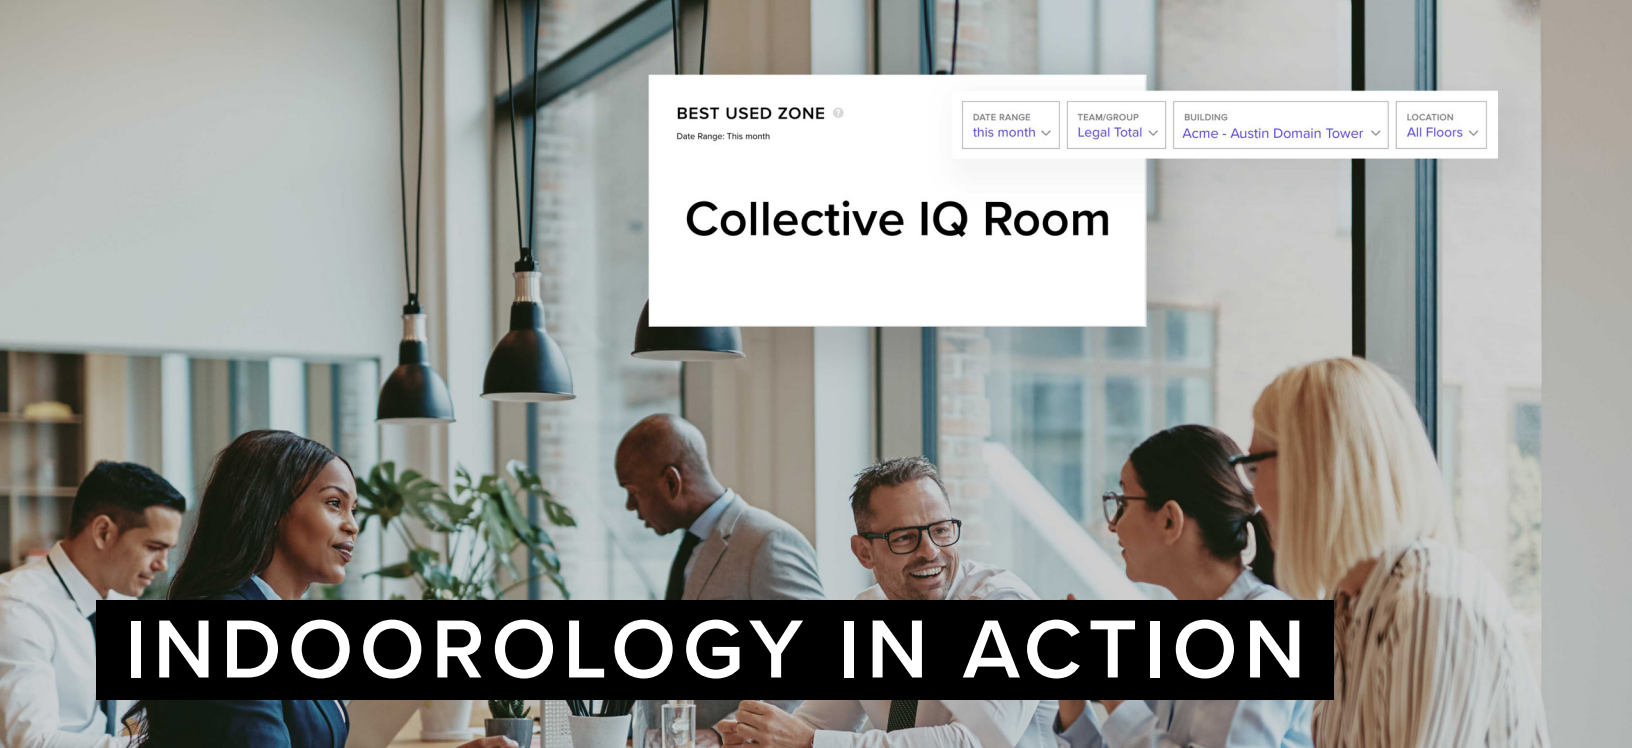 BEST USED ZONE
Date Range: This month
DATE RANGE
this month
TEAM/GROUP
Legal Total
BUILDING
Acme - Austin Domain Tower
LOCATION
All Floors
Collective IQ Room
INDOOROLOGY IN ACTION